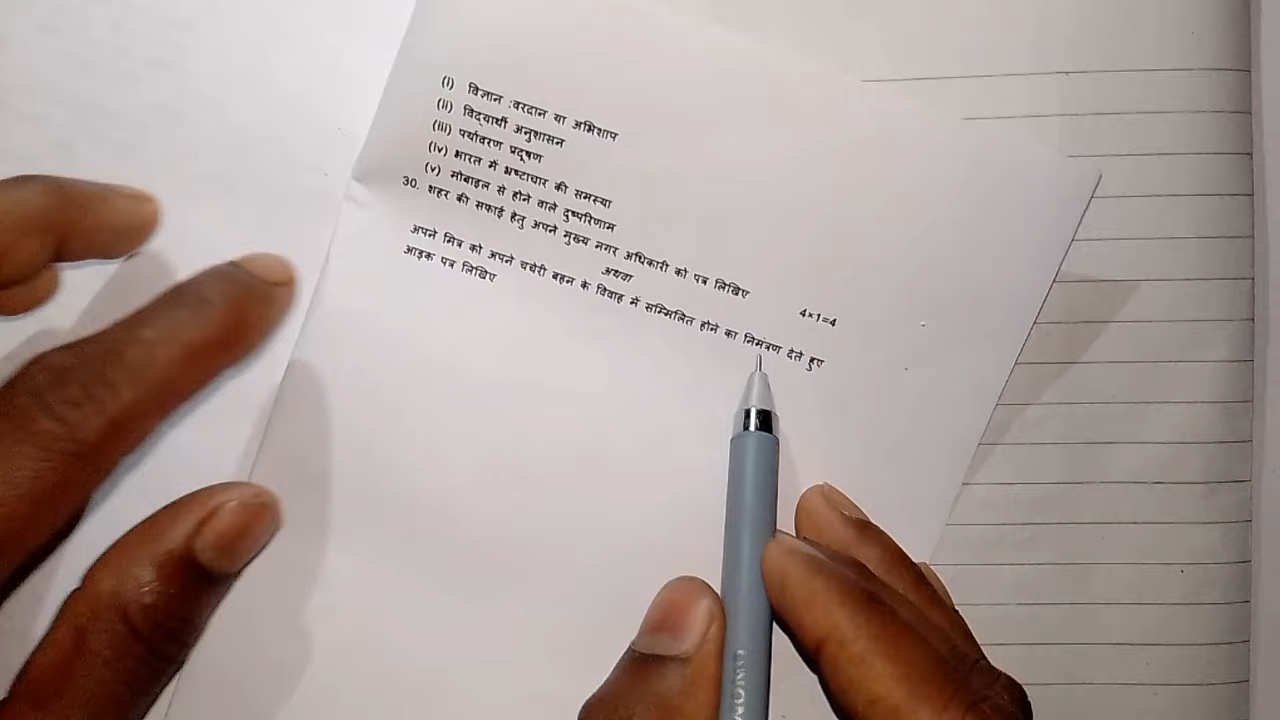 (i) विज्ञान :वरदान या अभिशाप
(ii) विद्यार्थी अनुशासन
(iii) पर्यावरण प्रदूषण
(iv) भारत में भ्रष्टाचार की समस्या
(v) मोबाइल से होने वाले दुष्परिणाम
30. शहर की सफाई हेतु अपने मुख्य नगर अधिकारी को पत्र लिखिए
अथवा
4×1=4
अपने मित्र को अपने चचेरी बहन के विवाह में सम्मिलित होने का निमंत्रण देते हुए
आइक पत्र लिखिए